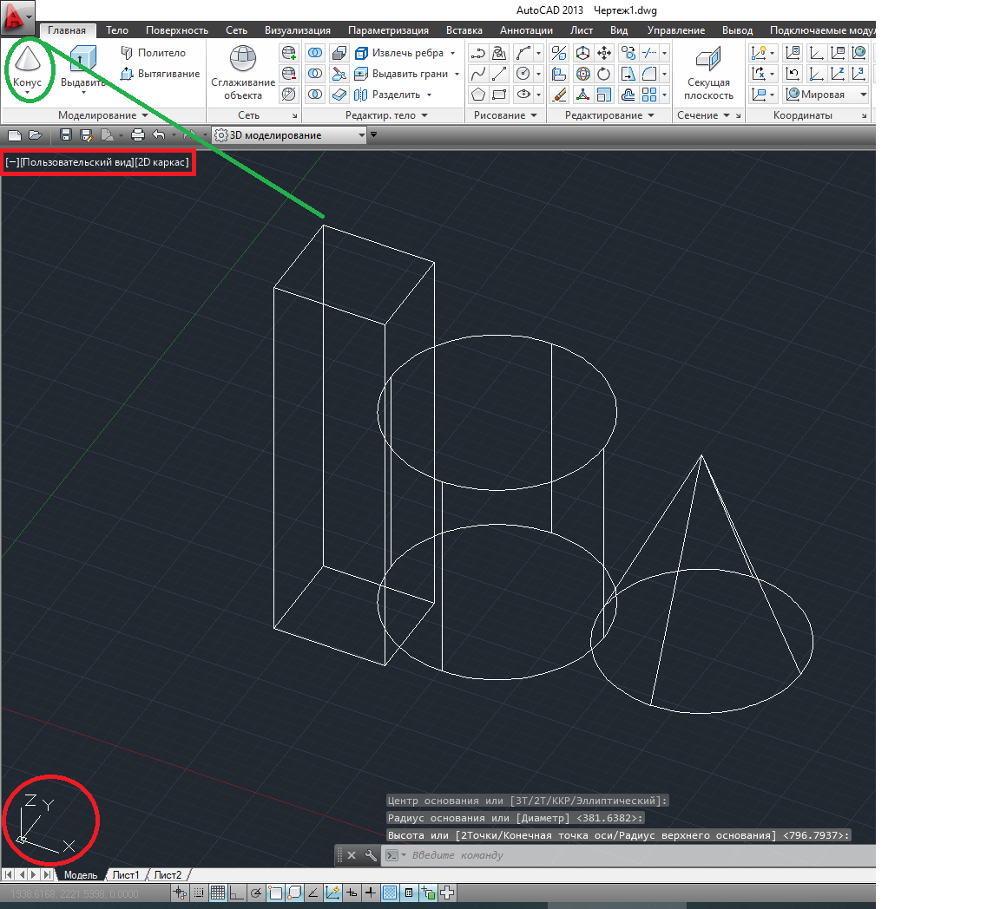 AutoCAD 2013 Чертеж1.dwg
Главная Тело Поверхность Сеть Визуализация Параметризация Вставка Аннотации Лист Вид Управление Вывод Подключаемые моду
Конус
Выдавить
Политело
Вытягивание
Моделирование
Сглаживание
объекта
Сеть
Извлечь ребра
Выдавить грани
Разделить
Редактир. тело
Рисование
Редактирование
Секущая
плоскость
Сечение
Мировая
Координаты
3D моделирование
[−][Пользовательский вид][2D каркас]
Z
Y
X
Центр основания или [3Т/2Т/ККР/Эллиптический]:
Радиус основания или [Диаметр] <381.6382>:
Высота или [2Точки/Конечная точка оси/Радиус верхнего основания] <796.7937>:
Введите команду
Модель Лист1 Лист2
1938.6168, 2221.5998, 0.0000